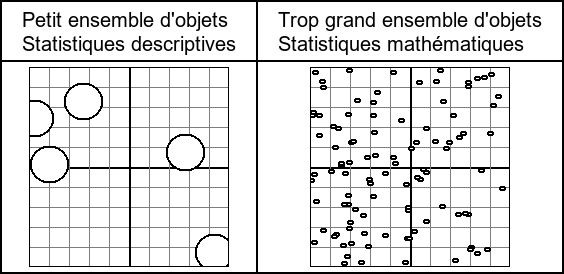 Petit ensemble d'objets
Statistiques descriptives
Trop grand ensemble d'objets
Statistiques mathématiques